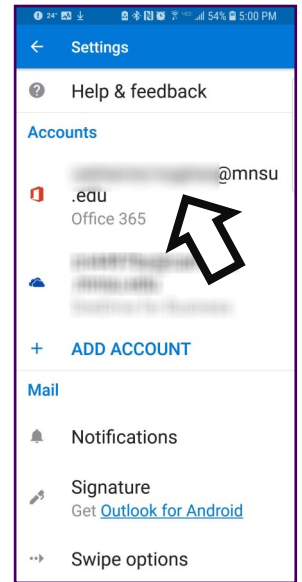 24° 54% 5:00 PM
Settings
Help & feedback
Accounts
@mnsu
.edu
Office 365
+ ADD ACCOUNT
Mail
Notifications
Signature
Get Outlook for Android
Swipe options